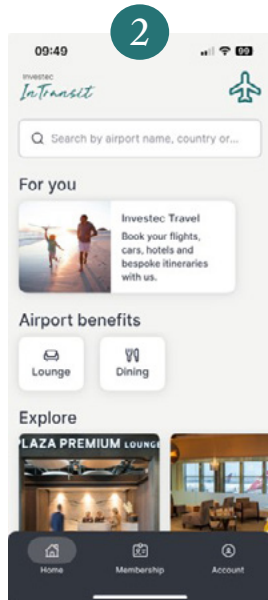 2
09:49
99
Investec
InTransit
Search by airport name, country or...
For you
Investec Travel
Book your flights,
cars, hotels and
bespoke itineraries
with us.
Airport benefits
Lounge
Dining
Explore
PLAZA PREMIUM LOUNGE
Home
Membership
Account